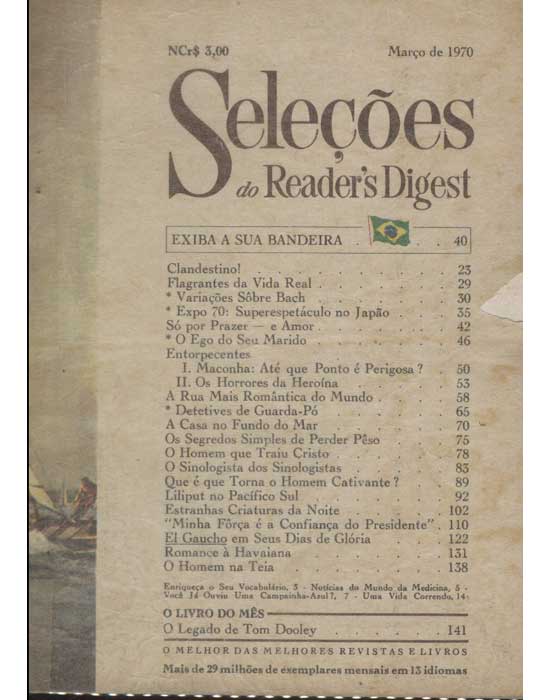 NCr$ 3,00 Março de 1970
Seleções
do Reader's Digest
EXIBA A SUA BANDEIRA . . . 40
Clandestino! . . . . . . . . . . 23
Flagrantes da Vida Real . . . . . . . 29
* Variações Sôbre Bach . . . . . . . 30
* Expo 70: Superespetáculo no Japão . . . 35
Só por Prazer — e Amor . . . . . . . 42
* O Ego do Seu Marido . . . . . . . 46
Entorpecentes
I. Maconha: Até que Ponto é Perigosa ? . 50
II. Os Horrores da Heroína . . . . . 53
A Rua Mais Romântica do Mundo . . . . 58
* Detetives de Guarda-Pó . . . . . . 65
A Casa no Fundo do Mar . . . . . . 70
Os Segredos Simples de Perder Pêso . . . 75
O Homem que Traiu Cristo . . . . . . 78
O Sinologista dos Sinologistas . . . . . 83
Que é que Torna o Homem Cativante ? . . 89
Liliput no Pacífico Sul . . . . . . . 92
Estranhas Criaturas da Noite . . . . . 102
"Minha Fôrça é a Confiança do Presidente" . 110
El Gaucho em Seus Dias de Glória . . . 122
Romance à Havaiana . . . . . . . 131
O Homem na Teia . . . . . . . . 138
Enriqueça o Seu Vocabulário, 3 - Notícias do Mundo da Medicina, 5 -
Você Já Ouviu Uma Campainha-Azul?, 7 - Uma Vida Correndo, 14
O LIVRO DO MÊS
O Legado de Tom Dooley . . . . . . 141
O MELHOR DAS MELHORES REVISTAS E LIVROS
Mais de 29 milhões de exemplares mensais em 13 idiomas